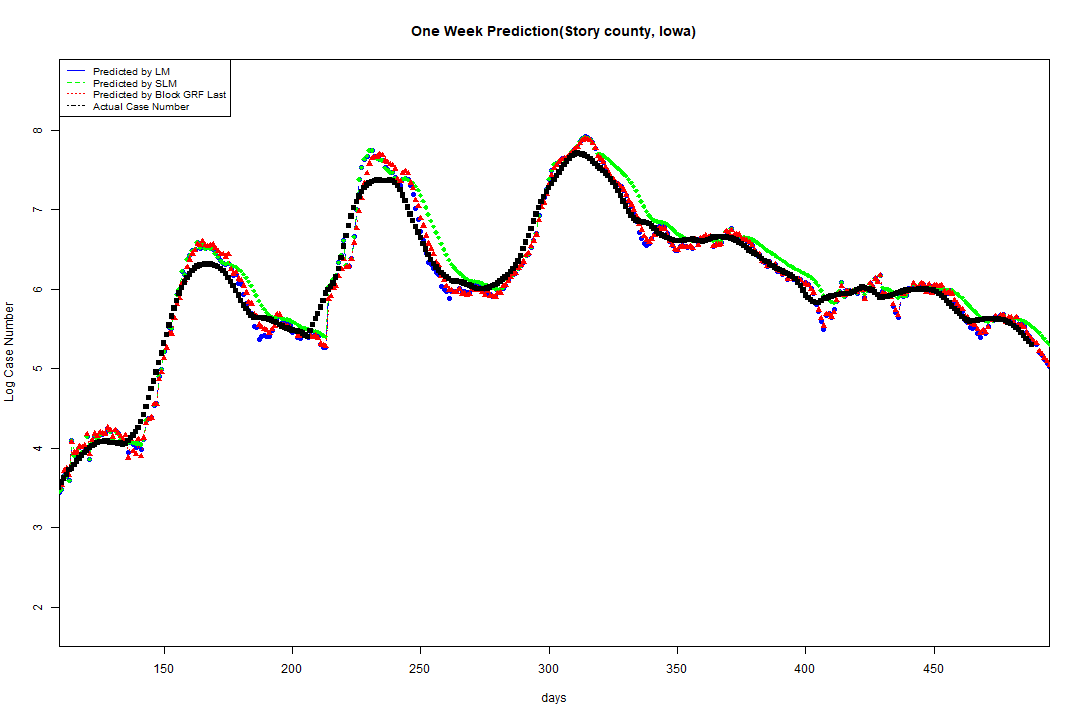 One Week Prediction(Story county, Iowa)
Predicted by LM
Predicted by SLM
Predicted by Block GRF Last
Actual Case Number
8
7
6
5
4
3
2
Log Case Number
150 200 250 300 350 400 450
days